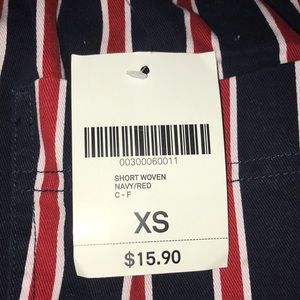 00300060011
SHORT WOVEN
NAVY/RED
C - F
XS
$15.90